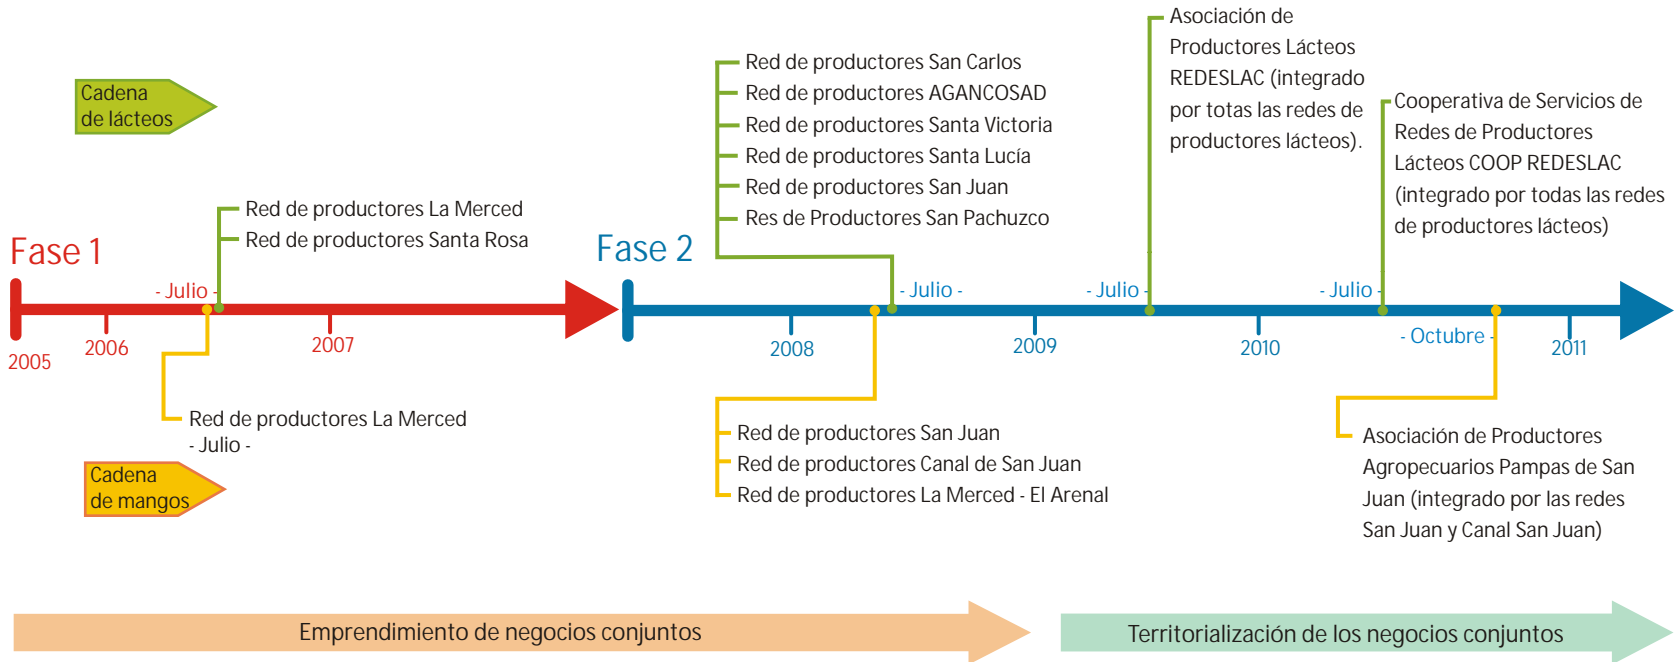 Cadena
de lácteos
Red de productores La Merced
Red de productores Santa Rosa
Fase 1
- Julio -
2005
2006
2007
Red de productores La Merced
- Julio -
Cadena
de mangos
Red de productores San Carlos
Red de productores AGANCOSAD
Red de productores Santa Victoria
Red de productores Santa Lucía
Red de productores San Juan
Res de Productores San Pachuzco
Fase 2
Asociación de
Productores Lácteos
REDESLAC (integrado
por totas las redes de
productores lácteos).
Cooperativa de Servicios de
Redes de Productores
Lácteos COOP REDESLAC
(integrado por todas las redes
de productores lácteos)
- Julio -
- Julio -
- Julio -
2008
2009
2010
- Octubre -
2011
Red de productores San Juan
Red de productores Canal de San Juan
Red de productores La Merced - El Arenal
Asociación de Productores
Agropecuarios Pampas de San
Juan (integrado por las redes
San Juan y Canal San Juan)
Emprendimiento de negocios conjuntos
Territorialización de los negocios conjuntos